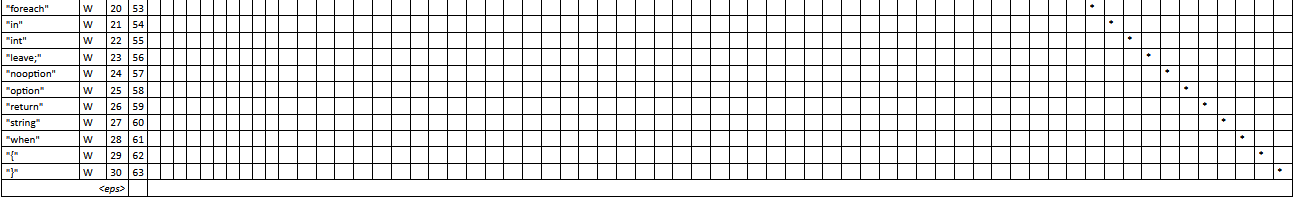 "foreach" W 20 53 *
"in" W 21 54 *
"int" W 22 55 *
"leave;" W 23 56 *
"nooption" W 24 57 *
"option" W 25 58 *
"return" W 26 59 *
"string" W 27 60 *
"when" W 28 61 *
"{" W 29 62 *
"}" W 30 63 *
<eps>